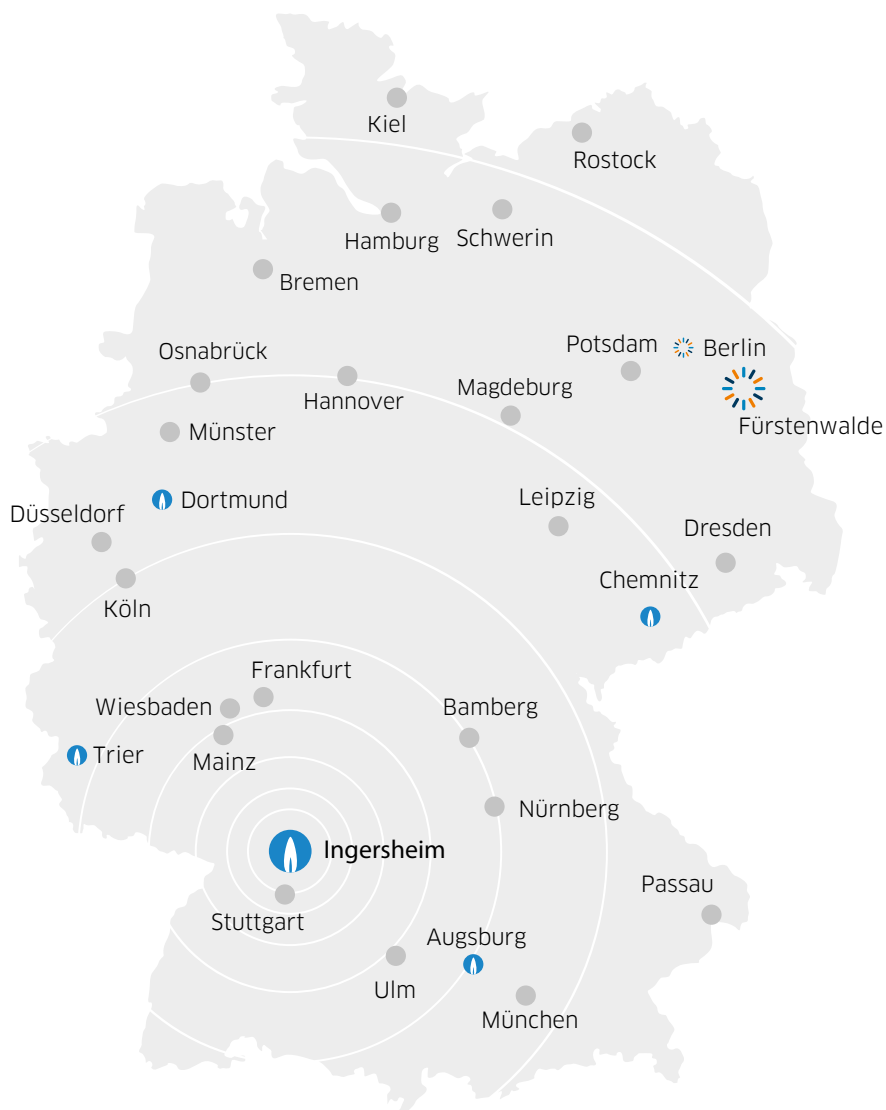 Kiel
Rostock
Hamburg
Schwerin
Bremen
Osnabrück
Potsdam
Berlin
Hannover
Magdeburg
Fürstenwalde
Münster
Dortmund
Leipzig
Düsseldorf
Dresden
Chemnitz
Köln
Frankfurt
Wiesbaden
Bamberg
Trier
Mainz
Nürnberg
Ingersheim
Passau
Stuttgart
Augsburg
Ulm
München